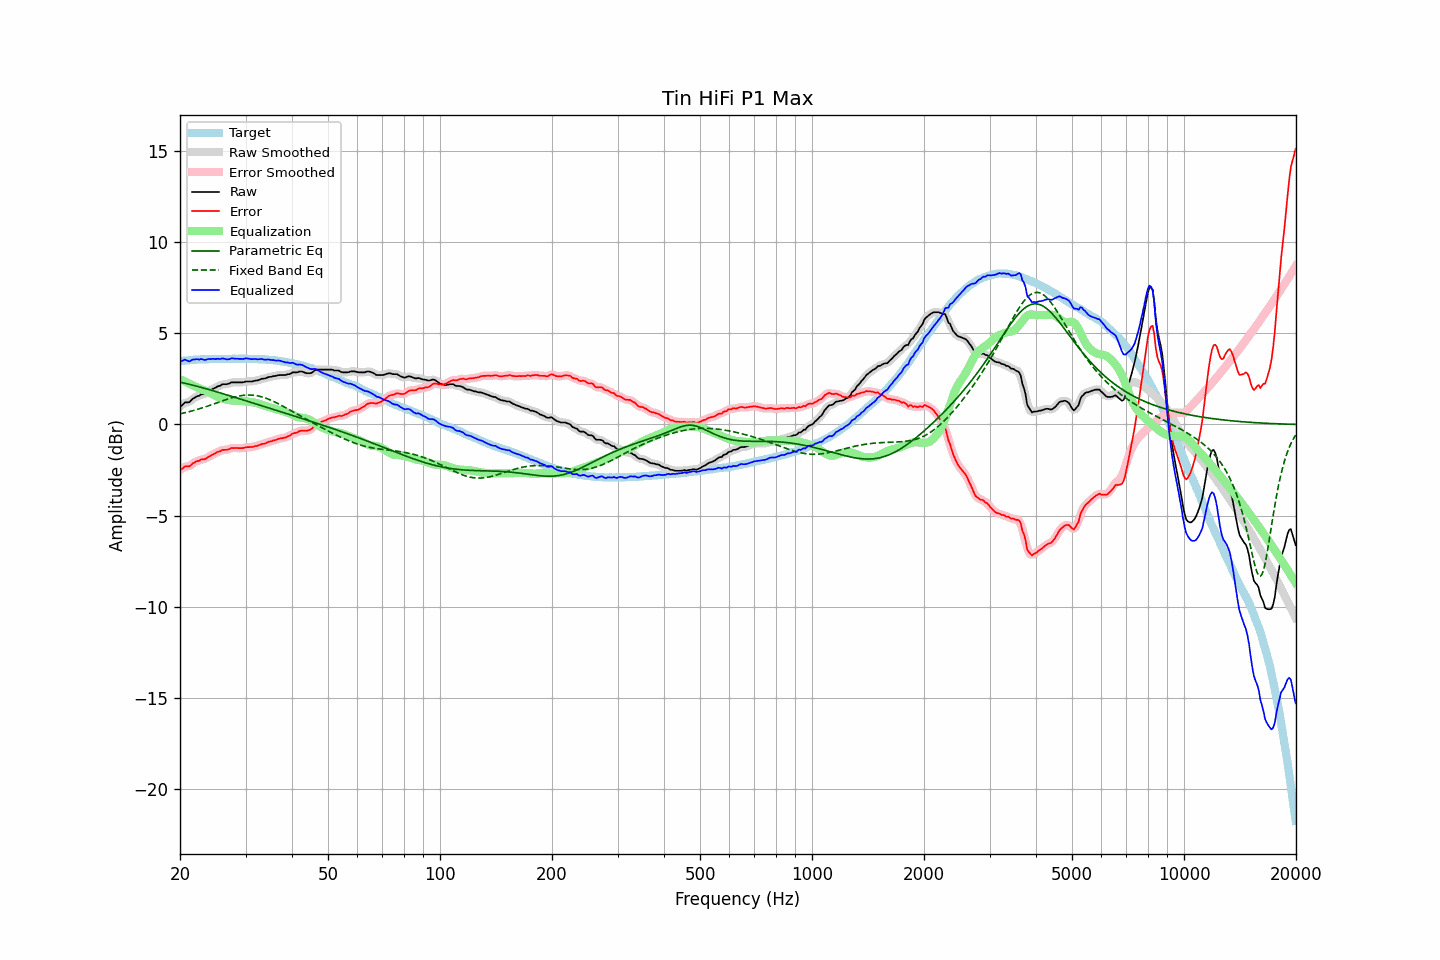 Tin HiFi P1 Max
Target
Raw Smoothed
Error Smoothed
Raw
Error
Equalization
Parametric Eq
Fixed Band Eq
Equalized
Amplitude (dBr)
15
10
5
0
−5
−10
−15
−20
20
50
100
200
500
1000
2000
5000
10000
20000
Frequency (Hz)